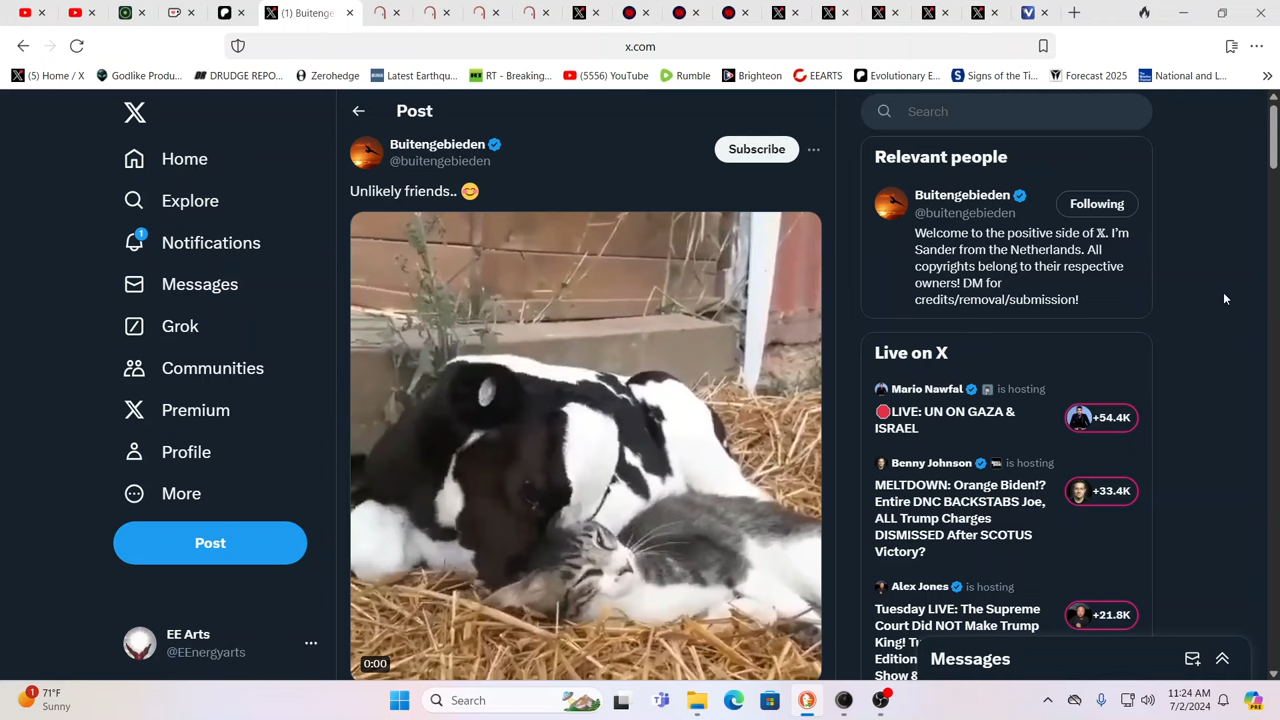 (1) Buitenge
x.com
(5) Home / X
Godlike Produ...
DRUDGE REPO...
Zerohedge
Latest Earthqu...
RT - Breaking...
(5556) YouTube
Rumble
Brighteon
EEARTS
Evolutionary E...
Signs of the Ti...
Forecast 2025
National and L...
Home
Explore
1
Notifications
Messages
Grok
Communities
Premium
Profile
More
Post
EE Arts
@EEnergyarts
Post
Buitengebieden
@buitengebieden
Subscribe
Unlikely friends.. 😊
0:00
Search
Relevant people
Buitengebieden
@buitengebieden
Following
Welcome to the positive side of 𝕏. I'm
Sander from the Netherlands. All
copyrights belong to their respective
owners! DM for
credits/removal/submission!
Live on X
Mario Nawfal is hosting
🛑LIVE: UN ON GAZA &
ISRAEL
+54.4K
Benny Johnson is hosting
MELTDOWN: Orange Biden!?
Entire DNC BACKSTABS Joe,
ALL Trump Charges
DISMISSED After SCOTUS
Victory?
+33.4K
Alex Jones is hosting
Tuesday LIVE: The Supreme
Court Did NOT Make Trump
King! T
Edition
Show &
+21.8K
Messages
1
71°F
Sunny
Search
11:24 AM
7/2/2024